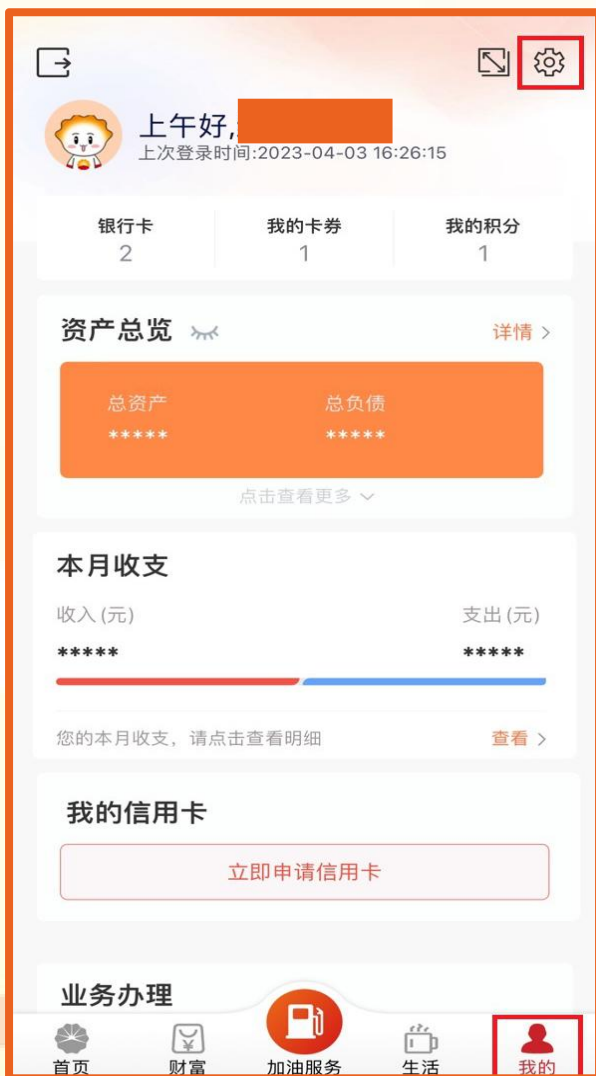 上午好,
上次登录时间:2023-04-03 16:26:15
银行卡 我的卡券 我的积分
2 1 1
资产总览 详情 >
总资产 总负债
***** *****
点击查看更多
本月收支
收入(元) 支出(元)
***** *****
您的本月收支，请点击查看明细 查看 >
我的信用卡
立即申请信用卡
业务办理
首页 财富 加油服务 生活 我的